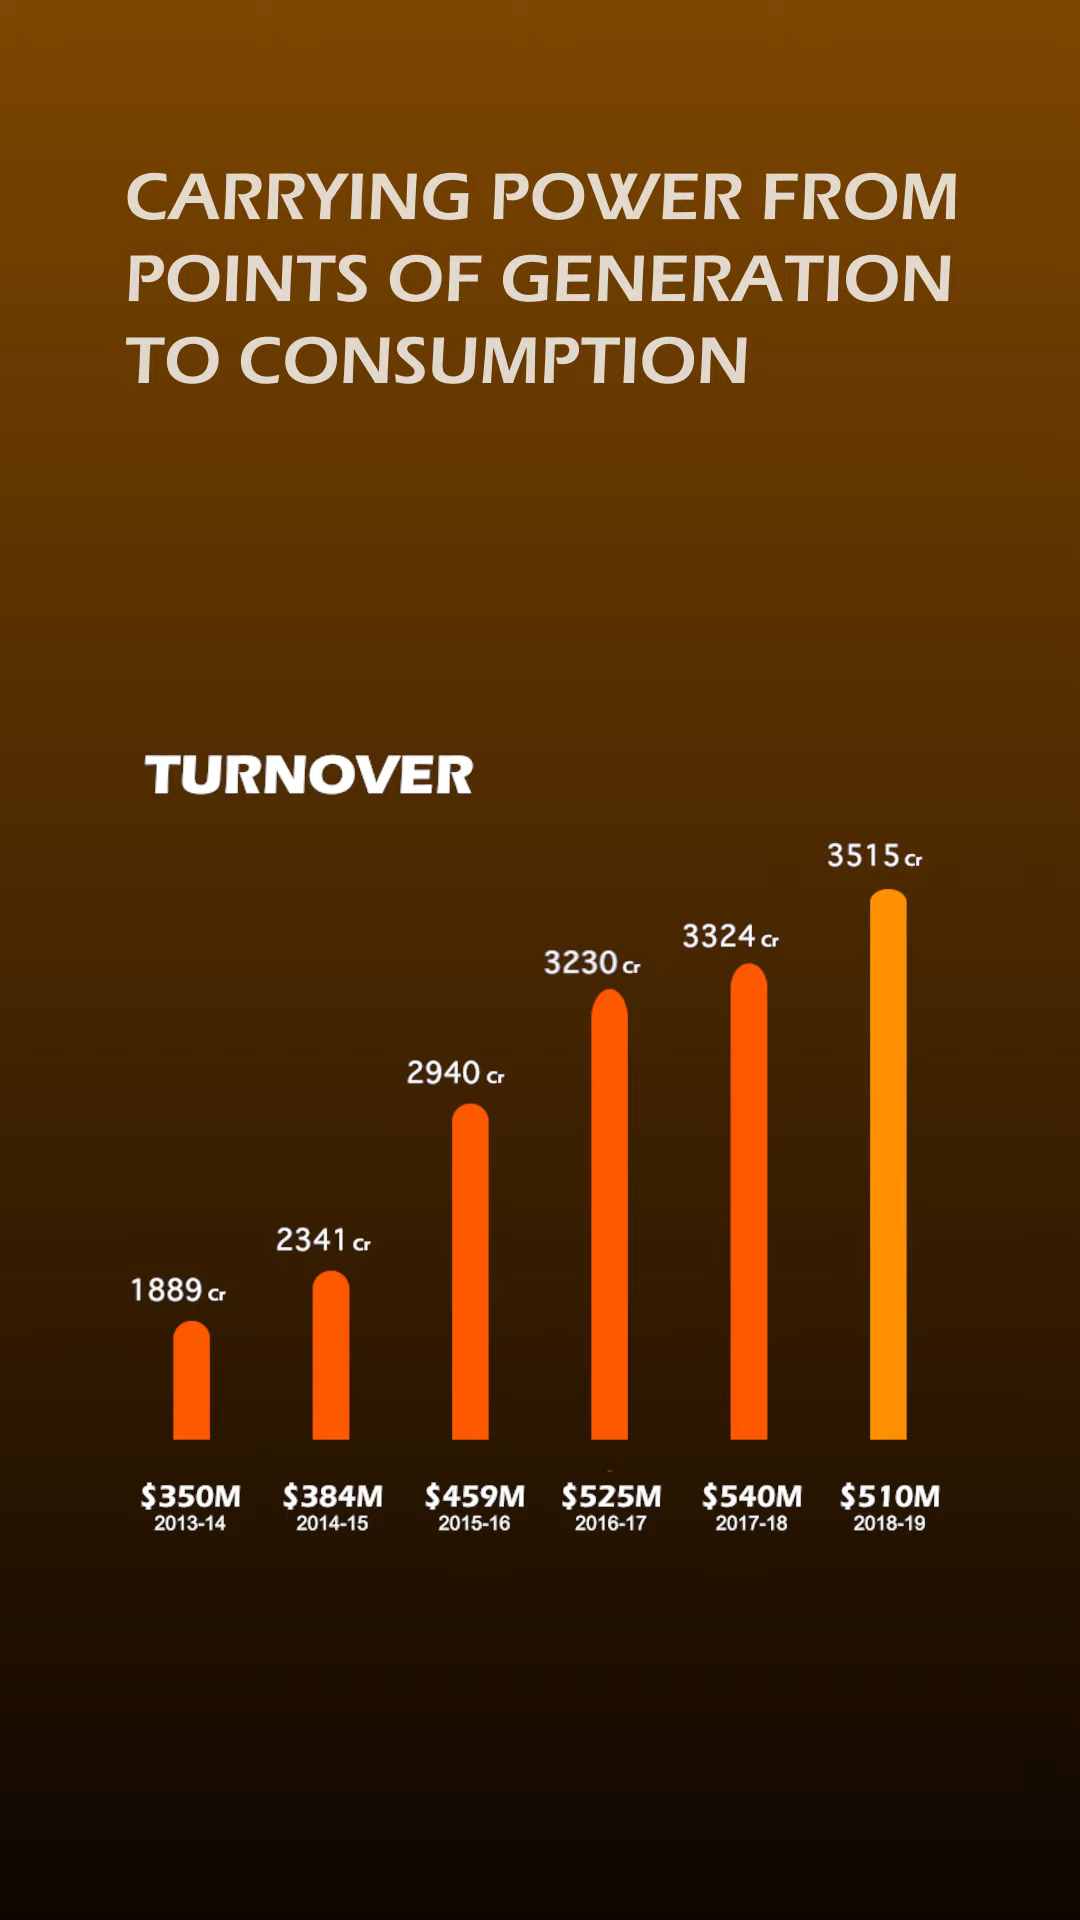 CARRYING POWER FROM
POINTS OF GENERATION
TO CONSUMPTION
TURNOVER
1889 Cr
2341 Cr
2940 Cr
3230 Cr
3324 Cr
3515 Cr
$350M $384M $459M $525M $540M $510M
2013-14 2014-15 2015-16 2016-17 2017-18 2018-19